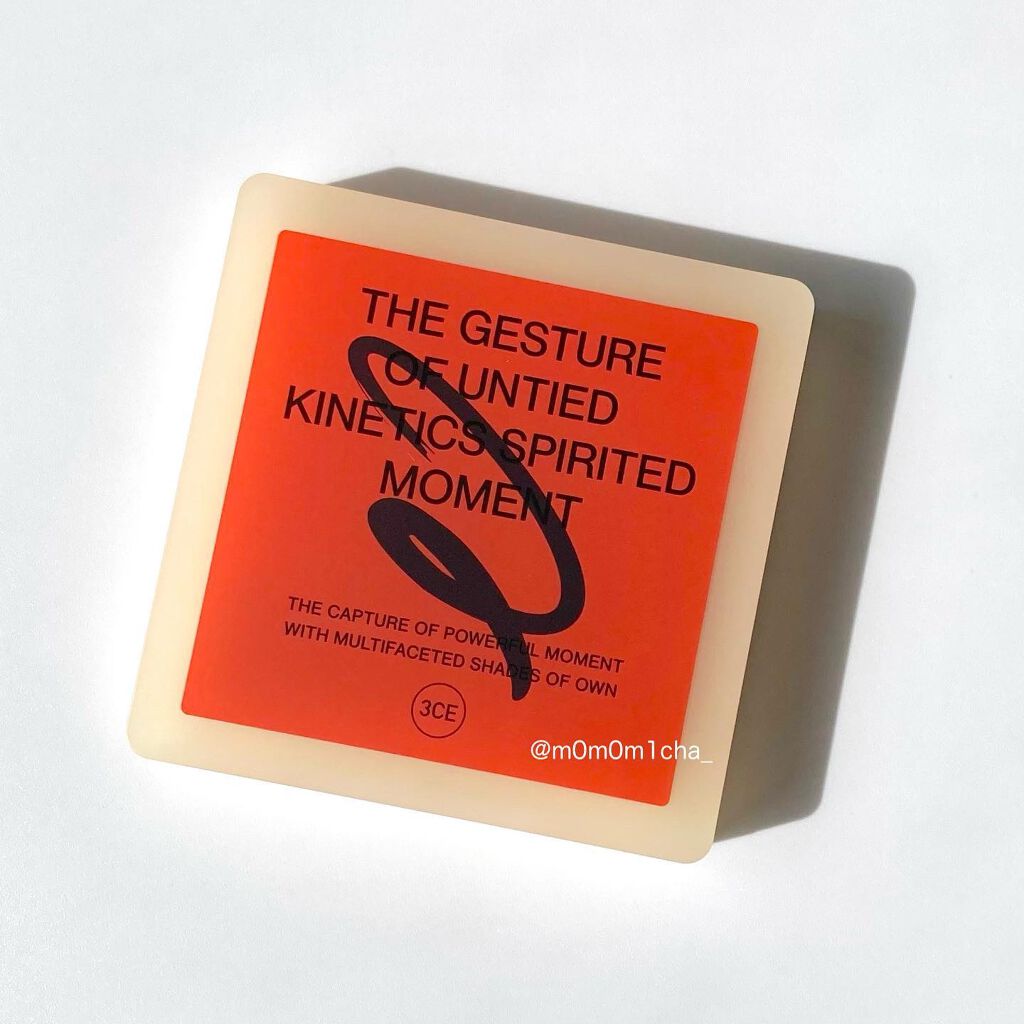 THE GESTURE
OF UNTIED
KINETICS SPIRITED
MOMENT
THE CAPTURE OF POWERFUL MOMENT
WITH MULTIFACETED SHADES OF OWN
3CE
@m0m0m1cha_